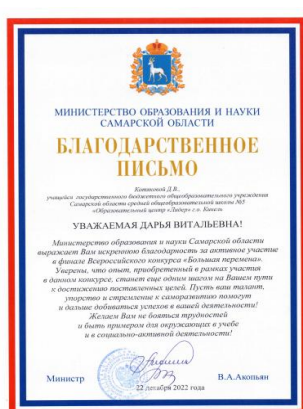 МИНИСТЕРСТВО ОБРАЗОВАНИЯ И НАУКИ
САМАРСКОЙ ОБЛАСТИ
БЛАГОДАРСТВЕННОЕ
ПИСЬМО
Д.В.,
учащейся государственного бюджетного общеобразовательного учреждения
Самарской области средней общеобразовательной школы №3
«Образовательный центр «Лидер» г.о. Кинель
УВАЖАЕМАЯ ДАРЬЯ ВИТАЛЬЕВНА!
Министерство образования и науки Самарской области
выражает Вам искреннюю благодарность за активное участие
в финале Всероссийского конкурса «Большая перемена».
Уверены, что опыт, приобретенный в рамках участия
в данном конкурсе, станет еще одним шагом на Вашем пути
к достижению поставленных целей. Пусть ваш талант,
упорство и стремление к саморазвитию помогут
и дальше добиваться успехов в вашей деятельности!
Желаем Вам не бояться трудностей
и быть примером для окружающих в учебе
и в социально-активной деятельности!
Министр В.А.Акопьян
22 декабря 2022 года